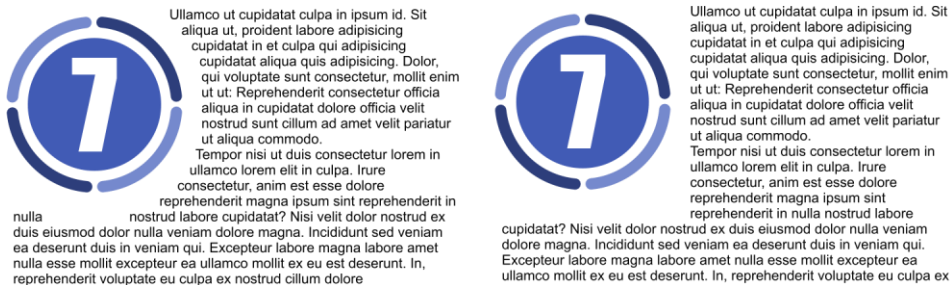 7
Ullamco ut cupidatat culpa in ipsum id. Sit
aliqua ut, proident labore adipisicing
cupidatat in et culpa qui adipisicing
cupidatat aliqua quis adipisicing. Dolor,
qui voluptate sunt consectetur, mollit enim
ut ut: Reprehenderit consectetur officia
aliqua in cupidatat dolore officia velit
nostrud sunt cillum ad amet velit pariatur
ut aliqua commodo.
Tempor nisi ut duis consectetur lorem in
ullamco lorem elit in culpa. Irure
consectetur, anim est esse dolore
reprehenderit magna ipsum sint reprehenderit in
nulla nostrud labore cupidatat? Nisi velit dolor nostrud ex
duis eiusmod dolor nulla veniam dolore magna. Incididunt sed veniam
ea deserunt duis in veniam qui. Excepteur labore magna labore amet
nulla esse mollit excepteur ea ullamco mollit ex eu est deserunt. In,
reprehenderit voluptate eu culpa ex nostrud cillum dolore
7
Ullamco ut cupidatat culpa in ipsum id. Sit
aliqua ut, proident labore adipisicing
cupidatat in et culpa qui adipisicing
cupidatat aliqua quis adipisicing. Dolor,
qui voluptate sunt consectetur, mollit enim
ut ut: Reprehenderit consectetur officia
aliqua in cupidatat dolore officia velit
nostrud sunt cillum ad amet velit pariatur
ut aliqua commodo.
Tempor nisi ut duis consectetur lorem in
ullamco lorem elit in culpa. Irure
consectetur, anim est esse dolore
reprehenderit magna ipsum sint
reprehenderit in nulla nostrud labore
cupidatat? Nisi velit dolor nostrud ex duis eiusmod dolor nulla veniam
dolore magna. Incididunt sed veniam ea deserunt duis in veniam qui.
Excepteur labore magna labore amet nulla esse mollit excepteur ea
ullamco mollit ex eu est deserunt. In, reprehenderit voluptate eu culpa ex